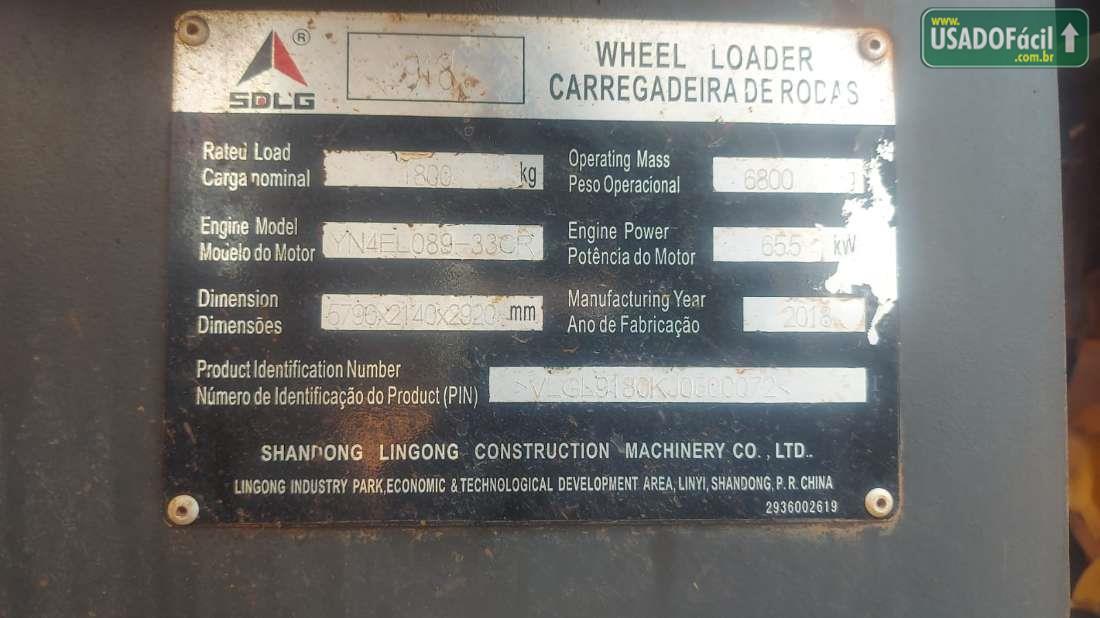 www.
USADOFácil
.com.br
®
SDLG
WHEEL LOADER
CARREGADEIRA DE RODAS
Rated Load
Carga nominal
1800 kg
Operating Mass
Peso Operacional
6800
Engine Model
Modelo do Motor
YN4EL089-33CR
Engine Power
Potência do Motor
65.5 kW
Dimension
Dimensões
5790x2140x2920 mm
Manufacturing Year
Ano de Fabricação
2018
Product Identification Number
Número de Identificação do Product (PIN)
SHANDONG LINGONG CONSTRUCTION MACHINERY CO., LTD.
LINGONG INDUSTRY PARK,ECONOMIC & TECHNOLOGICAL DEVELOPMENT AREA, LINYI, SHANDONG, P. R. CHINA
2936002619